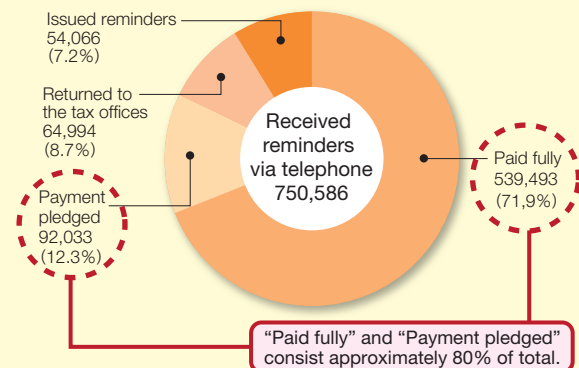 Issued reminders
54,066
(7.2%)
Returned to
the tax offices
64,994
(8.7%)
Payment
pledged
92,033
(12.3%)
Received
reminders
via telephone
750,586
Paid fully
539,493
(71,9%)
“Paid fully” and “Payment pledged”
consist approximately 80% of total.